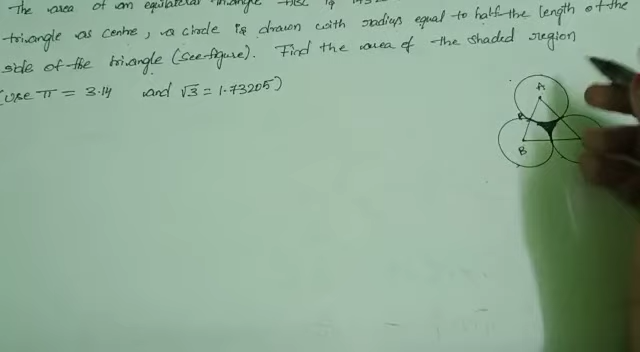 The area of an equilateral triangle ABC is
triangle as centre, a circle is drawn with radius equal to half the length of the
side of the triangle (see figure). Find the area of the shaded region
(use π = 3.14 and √3 = 1.73205)
A
B